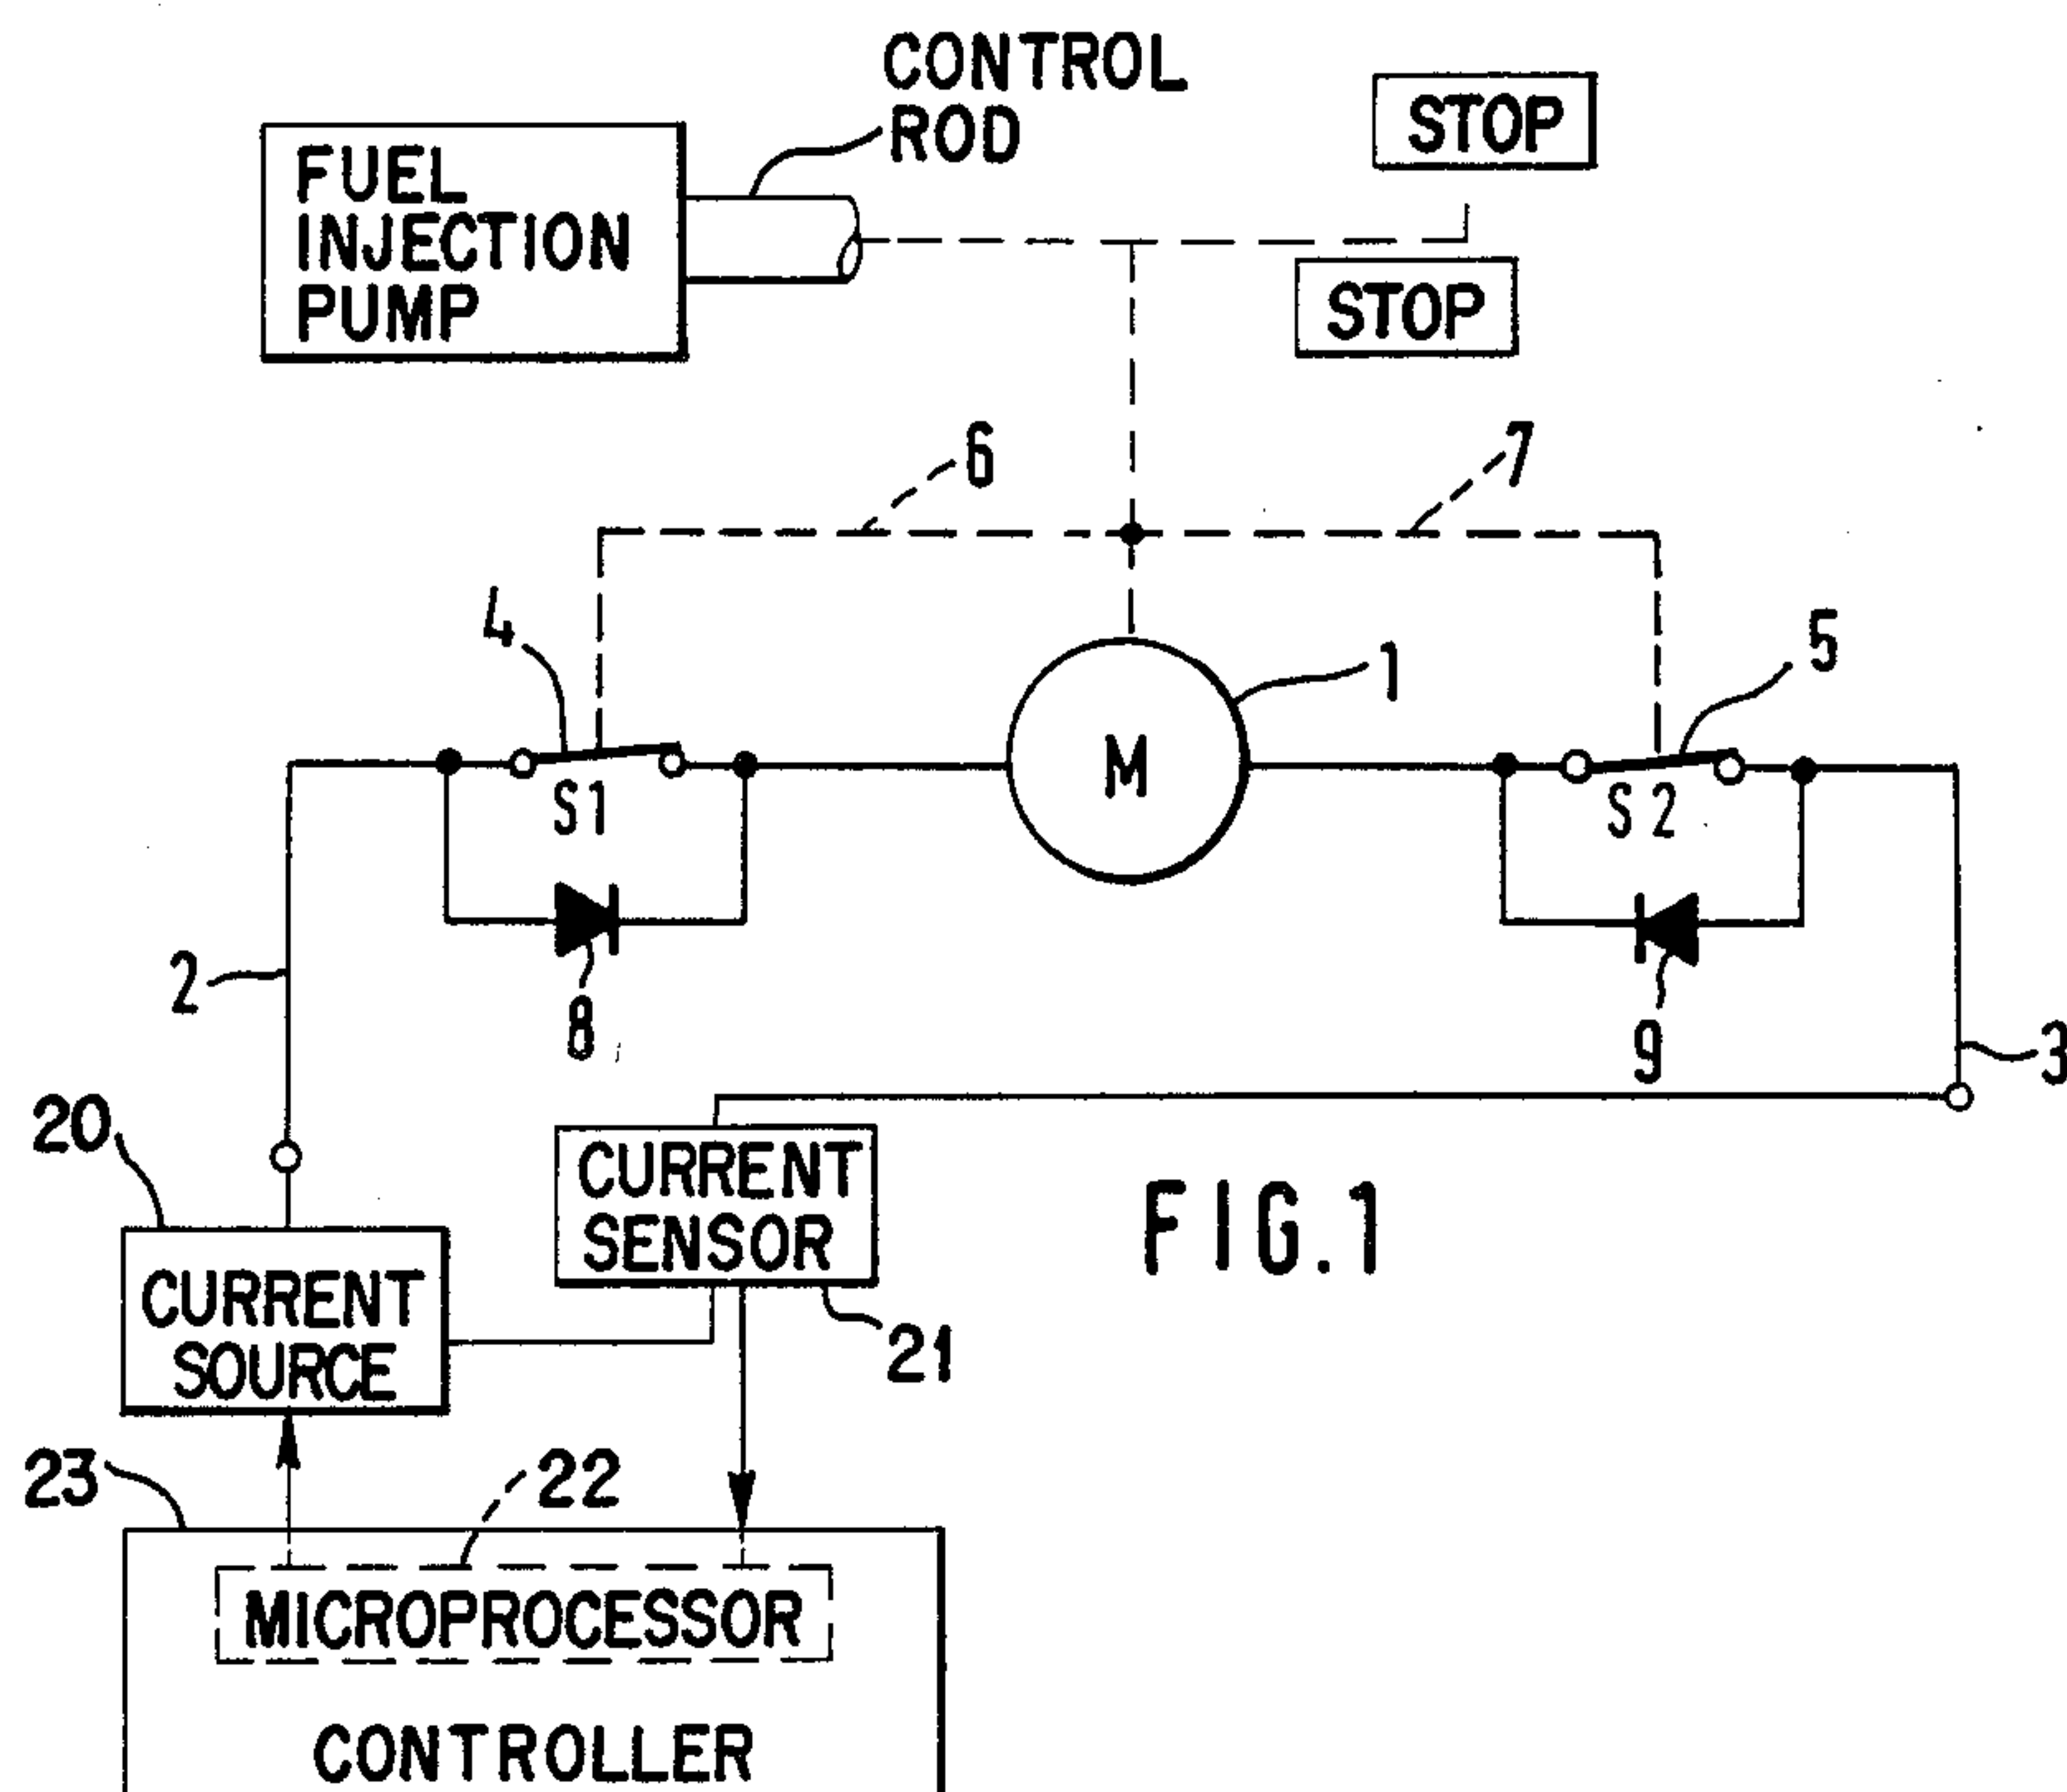 CONTROL
ROD
STOP
FUEL
INJECTION
PUMP
STOP
6
7
4
1
5
M
S1
S2
2
8
9
3
20
CURRENT
SENSOR
FIG.1
CURRENT
SOURCE
21
23
22
MICROPROCESSOR
CONTROLLER